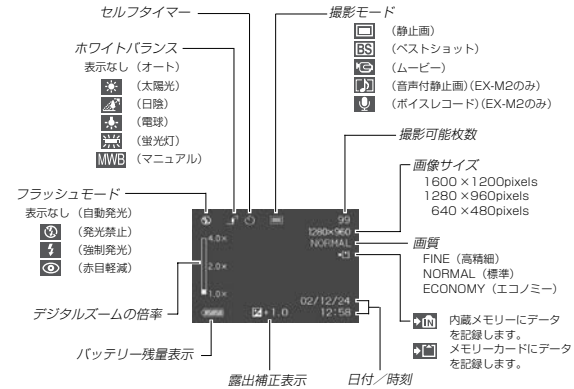 セルフタイマー
撮影モード
(静止画)
BS (ベストショット)
(ムービー)
(音声付静止画)(EX-M2のみ)
(ボイスレコード)(EX-M2のみ)
ホワイトバランス
表示なし (オート)
(太陽光)
(日陰)
(電球)
(蛍光灯)
MWB (マニュアル)
撮影可能枚数
画像サイズ
1600×1200pixels
1280×960pixels
640×480pixels
フラッシュモード
表示なし (自動発光)
(発光禁止)
(強制発光)
(赤目軽減)
99
1280×960
NORMAL
4.0×
2.0×
1.0×
+1.0
02/12/24
12:58
画質
FINE (高精細)
NORMAL (標準)
ECONOMY (エコノミー)
IN 内蔵メモリーにデータ
を記録します。
メモリーカードにデータ
を記録します。
デジタルズームの倍率
バッテリー残量表示
露出補正表示
日付/時刻